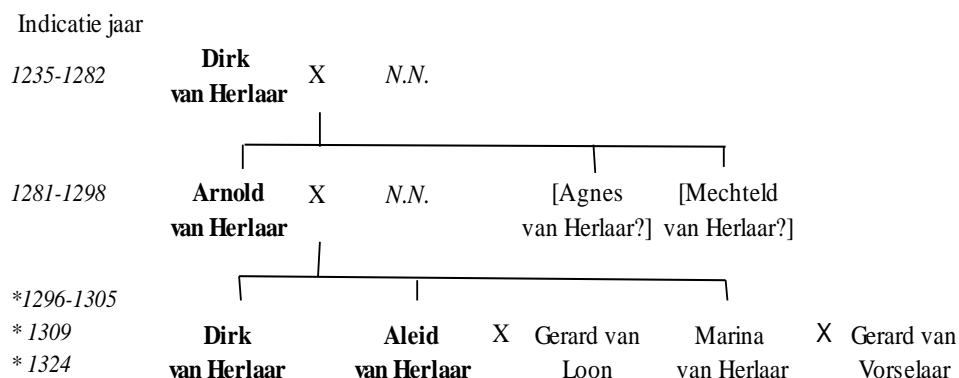 Indicatie jaar
Dirk
1235-1282 X N.N.
van Herlaar
1281-1298 Arnold X N.N. [Agnes [Mechteld
van Herlaar van Herlaar?] van Herlaar?]
*1296-1305
* 1309 Dirk Aleid X Gerard van Marina X Gerard van
* 1324 van Herlaar van Herlaar Loon van Herlaar Vorselaar